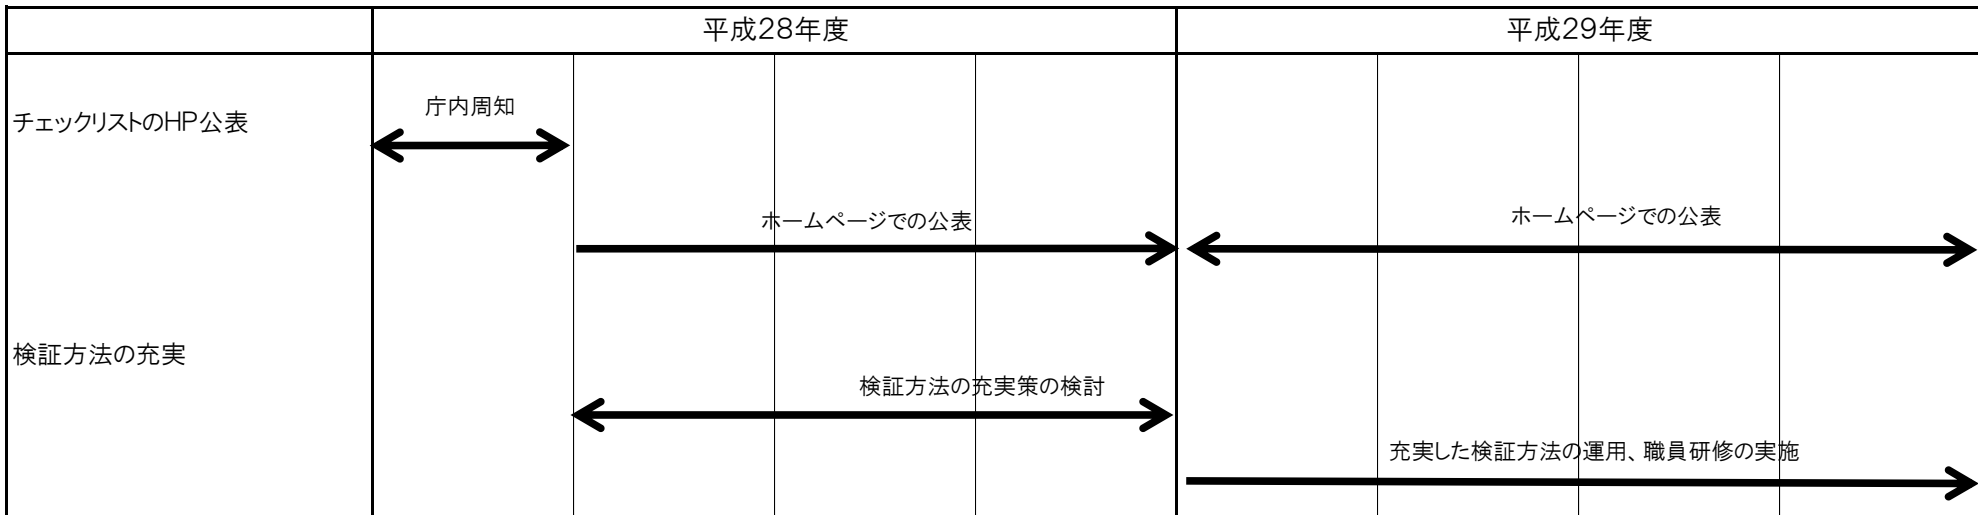 平成28年度
平成29年度
チェックリストのHP公表
庁内周知
ホームページでの公表
ホームページでの公表
検証方法の充実
検証方法の充実策の検討
充実した検証方法の運用、職員研修の実施